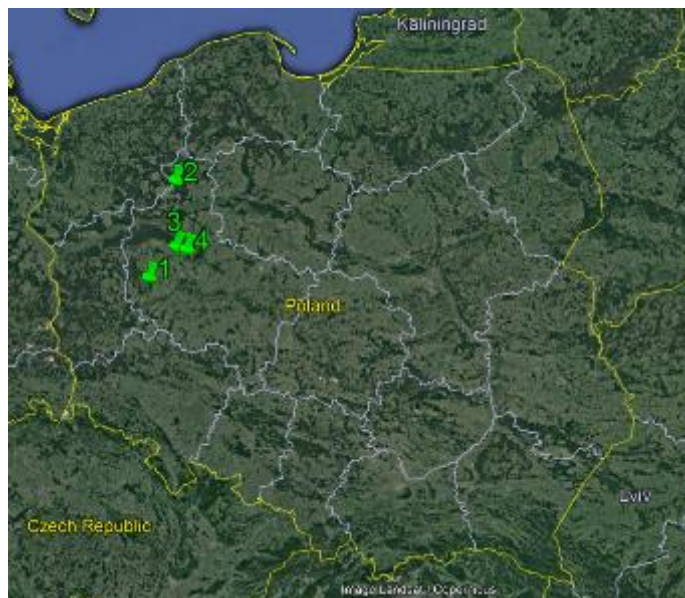 Kaliningrad
2
3
4
1
Poland
Lviv
Czech Republic
Image Landsat / Copernicus